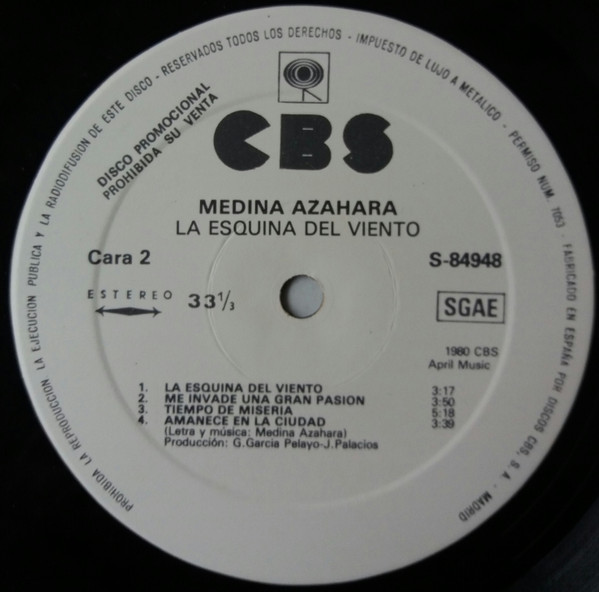 PROHIBIDA LA REPRODUCCION, LA EJECUCION PUBLICA Y LA RADIODIFUSION DE ESTE DISCO - RESERVADOS TODOS LOS DERECHOS - IMPUESTO DE LUJO A METALICO - PERMISO NUM. 7053 - FABRICADO EN ESPAÑA POR DISCOS CBS, S. A. - MADRID
DISCO PROMOCIONAL
PROHIBIDA SU VENTA
CBS
MEDINA AZAHARA
LA ESQUINA DEL VIENTO
Cara 2 S-84948
ESTEREO 33 1/3 SGAE
1980 CBS
April Music
1. LA ESQUINA DEL VIENTO 3:17
2. ME INVADE UNA GRAN PASION 3:50
3. TIEMPO DE MISERIA 5:18
4. AMANECE EN LA CIUDAD 3:39
(Letra y música: Medina Azahara)
Producción: G.García Pelayo-J.Palacios